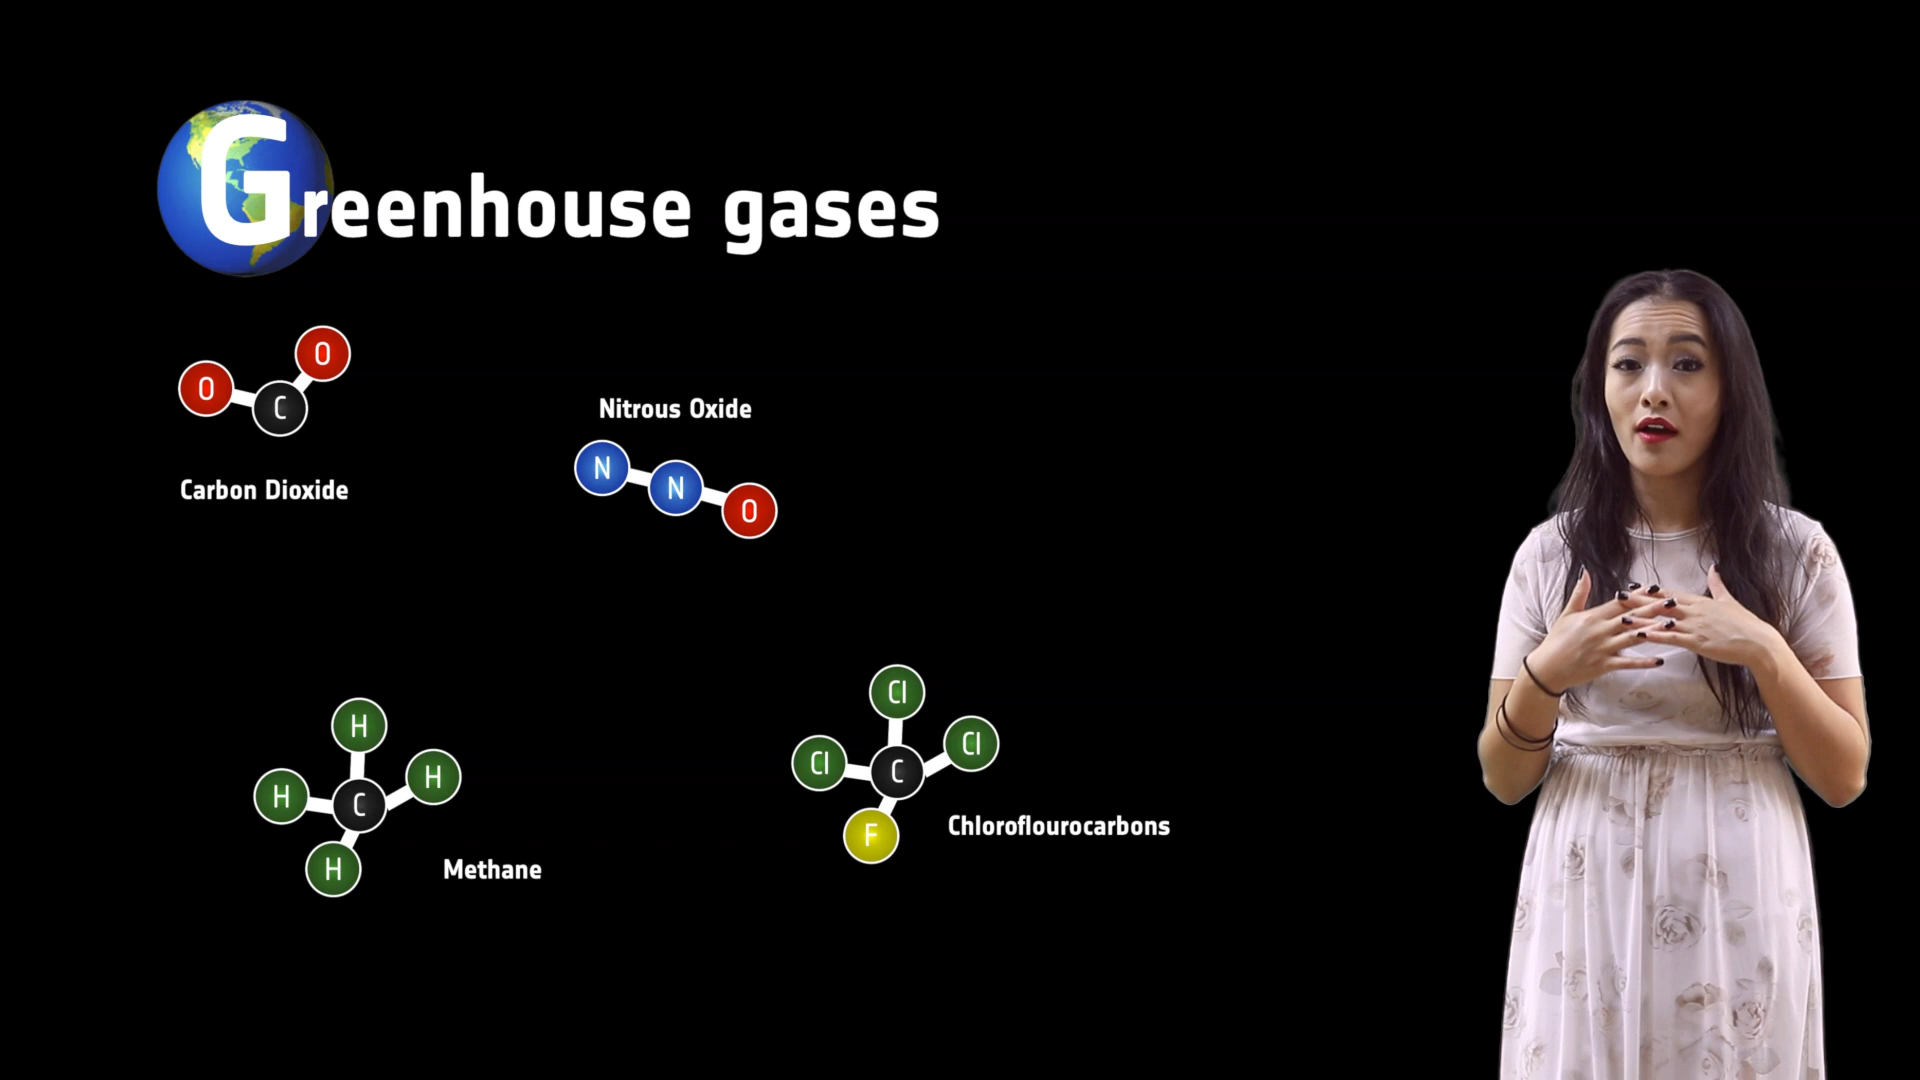 Greenhouse gases
O
O
C
Carbon Dioxide
Nitrous Oxide
N
N
O
H
H
H
C
H
Methane
Cl
Cl
Cl
C
F
Chloroflourocarbons